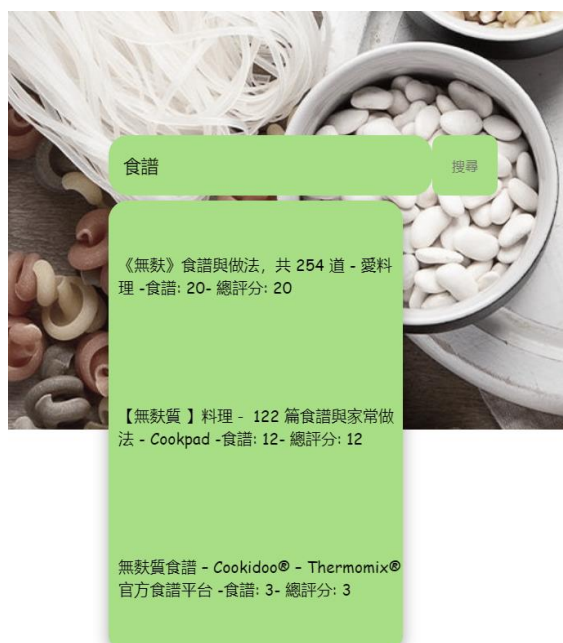 食譜
搜尋
《無麩》食譜與做法，共 254 道 - 愛料
理 -食譜: 20- 總評分: 20
【無麩質 】料理 -  122 篇食譜與家常做
法 - Cookpad -食譜: 12- 總評分: 12
無麩質食譜 – Cookidoo® – Thermomix®
官方食譜平台 -食譜: 3- 總評分: 3